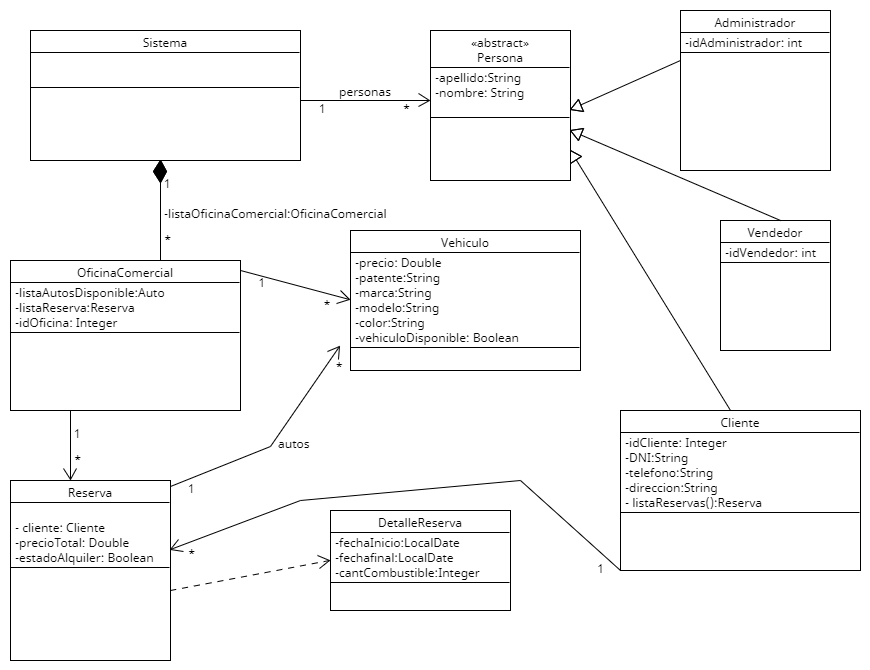 Sistema
personas
1
*
«abstract»
Persona
-apellido:String
-nombre: String
Administrador
-idAdministrador: int
1
-listaOficinaComercial:OficinaComercial
*
Vendedor
-idVendedor: int
OficinaComercial
-listaAutosDisponible:Auto
-listaReserva:Reserva
-idOficina: Integer
1
*
Vehiculo
-precio: Double
-patente:String
-marca:String
-modelo:String
-color:String
-vehiculoDisponible: Boolean
*
autos
1
1
*
Cliente
-idCliente: Integer
-DNI:String
-telefono:String
-direccion:String
- listaReservas():Reserva
Reserva
- cliente: Cliente
-precioTotal: Double
-estadoAlquiler: Boolean
*
1
DetalleReserva
-fechaInicio:LocalDate
-fechafinal:LocalDate
-cantCombustible:Integer